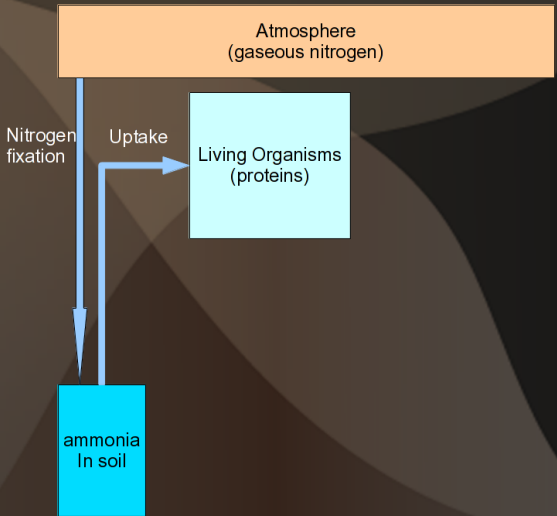 Atmosphere
(gaseous nitrogen)
Nitrogen
fixation
Uptake
Living Organisms
(proteins)
ammonia
In soil